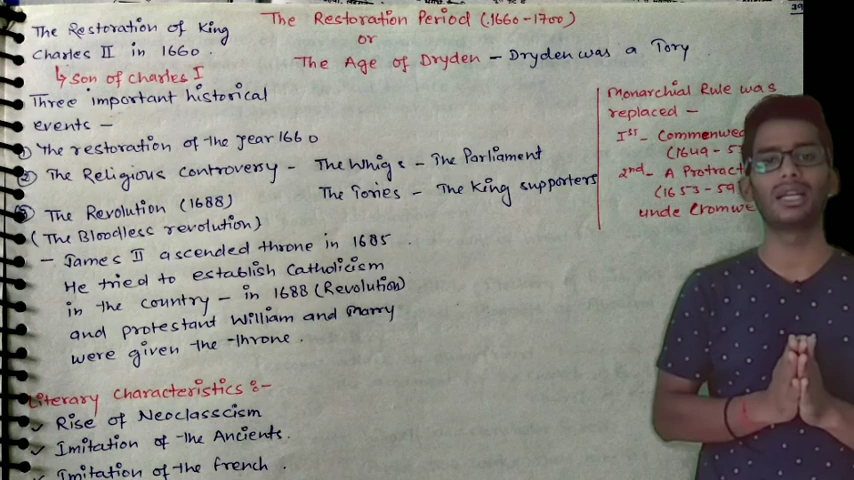 The Restoration Period (.1660-1700)
or
The Age of Dryden - Dryden was a Tory
The Restoration of King
Charles II in 1660.
↳ Son of Charles I
Three important historical
events -
① The restoration of the year 1660
② The Religious controversy - The Whigs - The Parliament
The Tories - The King supporters
③ The Revolution (1688)
(The Bloodless revolution)
- James II ascended throne in 1685.
He tried to establish Catholicism
in the country - in 1688 (Revolution)
and protestant William and Marry
were given the throne.
Literary Characteristics :-
✓ Rise of Neoclasscism
✓ Imitation of the Ancients.
✓ Imitation of the french.
Monarchial Rule was
replaced -
Ist - Commenwe
(1649-5
2nd - A Protract
(1653-59
unde Cromwe